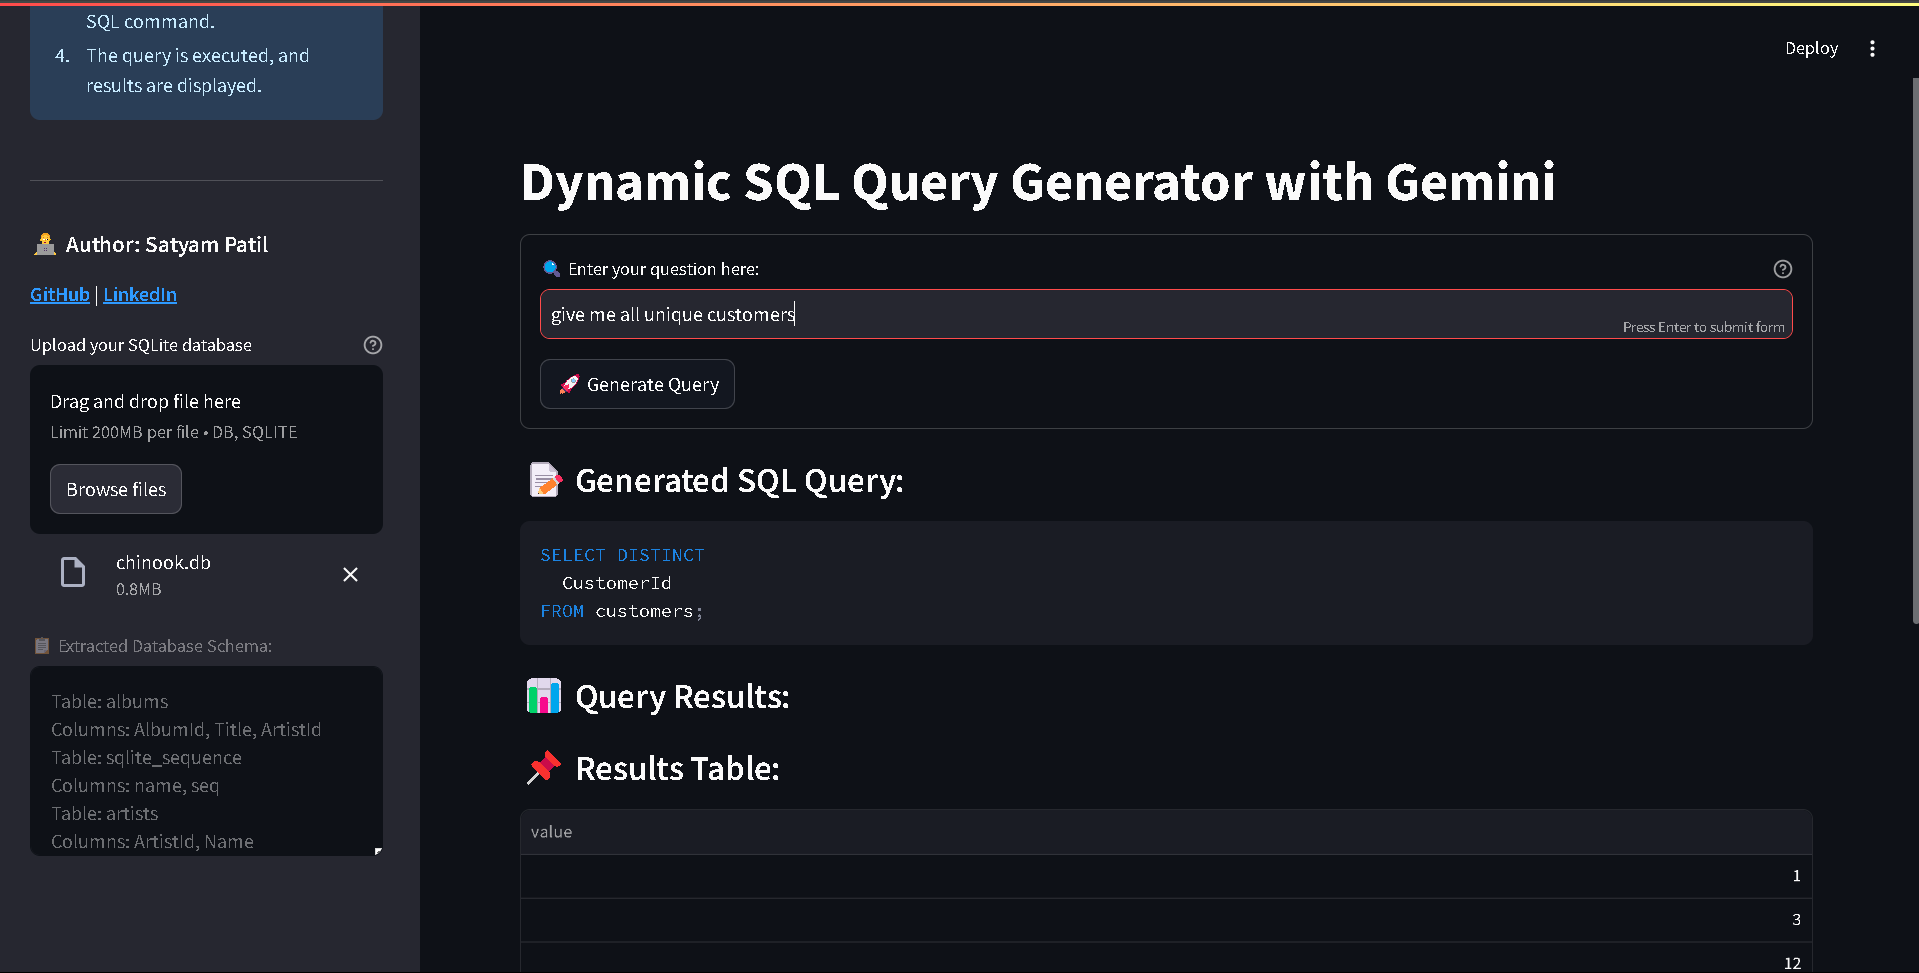 SQL command.
4. The query is executed, and
results are displayed.
Author: Satyam Patil
GitHub | LinkedIn
Upload your SQLite database
Drag and drop file here
Limit 200MB per file • DB, SQLITE
Browse files
chinook.db
0.8MB
Extracted Database Schema:
Table: albums
Columns: AlbumId, Title, ArtistId
Table: sqlite_sequence
Columns: name, seq
Table: artists
Columns: ArtistId, Name
Deploy
Dynamic SQL Query Generator with Gemini
Enter your question here:
give me all unique customers
Press Enter to submit form
Generate Query
Generated SQL Query:
SELECT DISTINCT
CustomerId
FROM customers;
Query Results:
Results Table:
value
1
3
12